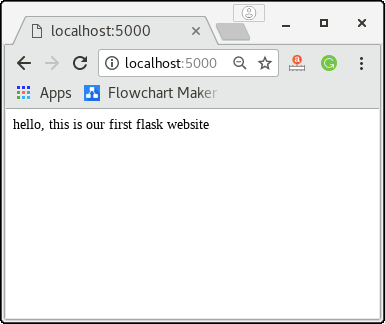 localhost:5000
localhost:5000
Apps Flowchart Maker
hello, this is our first flask website